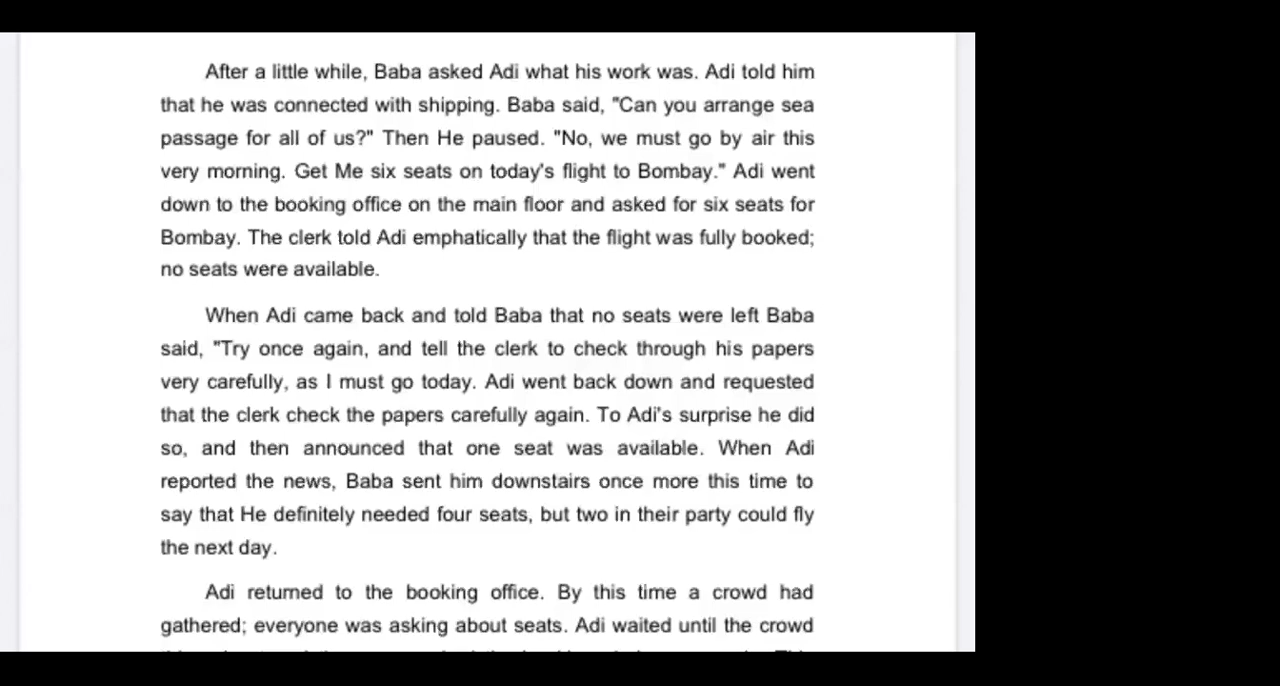 After a little while, Baba asked Adi what his work was. Adi told him
that he was connected with shipping. Baba said, "Can you arrange sea
passage for all of us?" Then He paused. "No, we must go by air this
very morning. Get Me six seats on today's flight to Bombay." Adi went
down to the booking office on the main floor and asked for six seats for
Bombay. The clerk told Adi emphatically that the flight was fully booked;
no seats were available.
When Adi came back and told Baba that no seats were left Baba
said, "Try once again, and tell the clerk to check through his papers
very carefully, as I must go today. Adi went back down and requested
that the clerk check the papers carefully again. To Adi's surprise he did
so, and then announced that one seat was available. When Adi
reported the news, Baba sent him downstairs once more this time to
say that He definitely needed four seats, but two in their party could fly
the next day.
Adi returned to the booking office. By this time a crowd had
gathered; everyone was asking about seats. Adi waited until the crowd